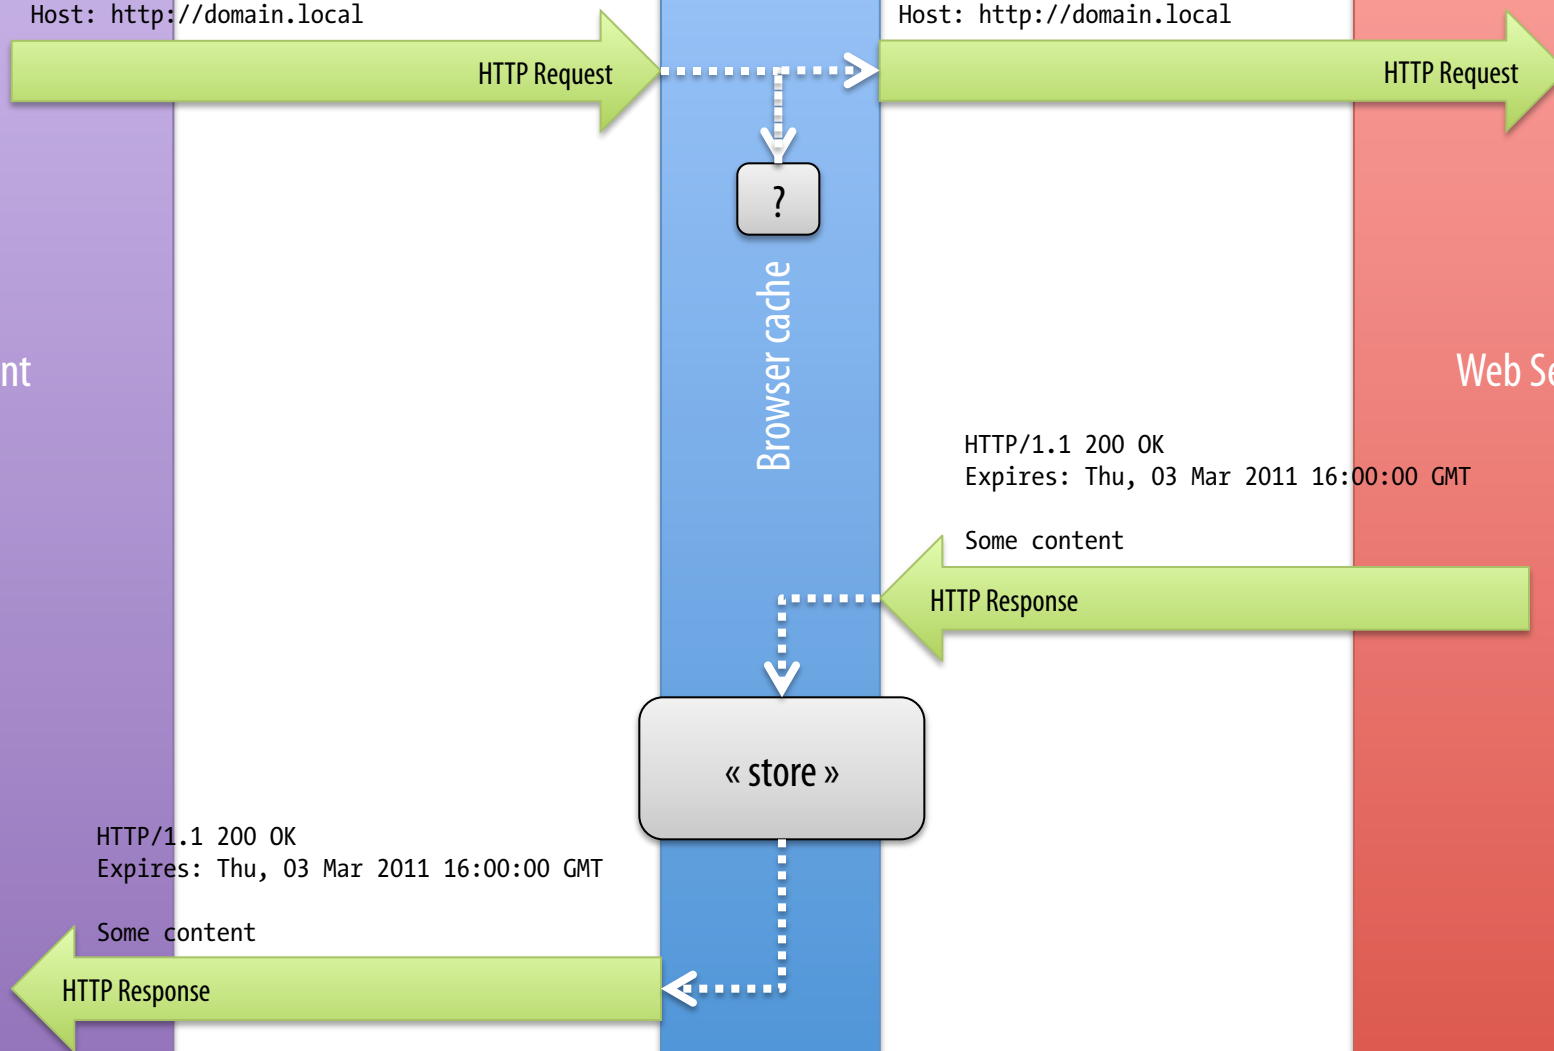 Host: http://domain.local
Host: http://domain.local
HTTP Request
HTTP Request
?
Browser cache
nt
Web Se
HTTP/1.1 200 OK
Expires: Thu, 03 Mar 2011 16:00:00 GMT
Some content
HTTP Response
« store »
HTTP/1.1 200 OK
Expires: Thu, 03 Mar 2011 16:00:00 GMT
Some content
HTTP Response